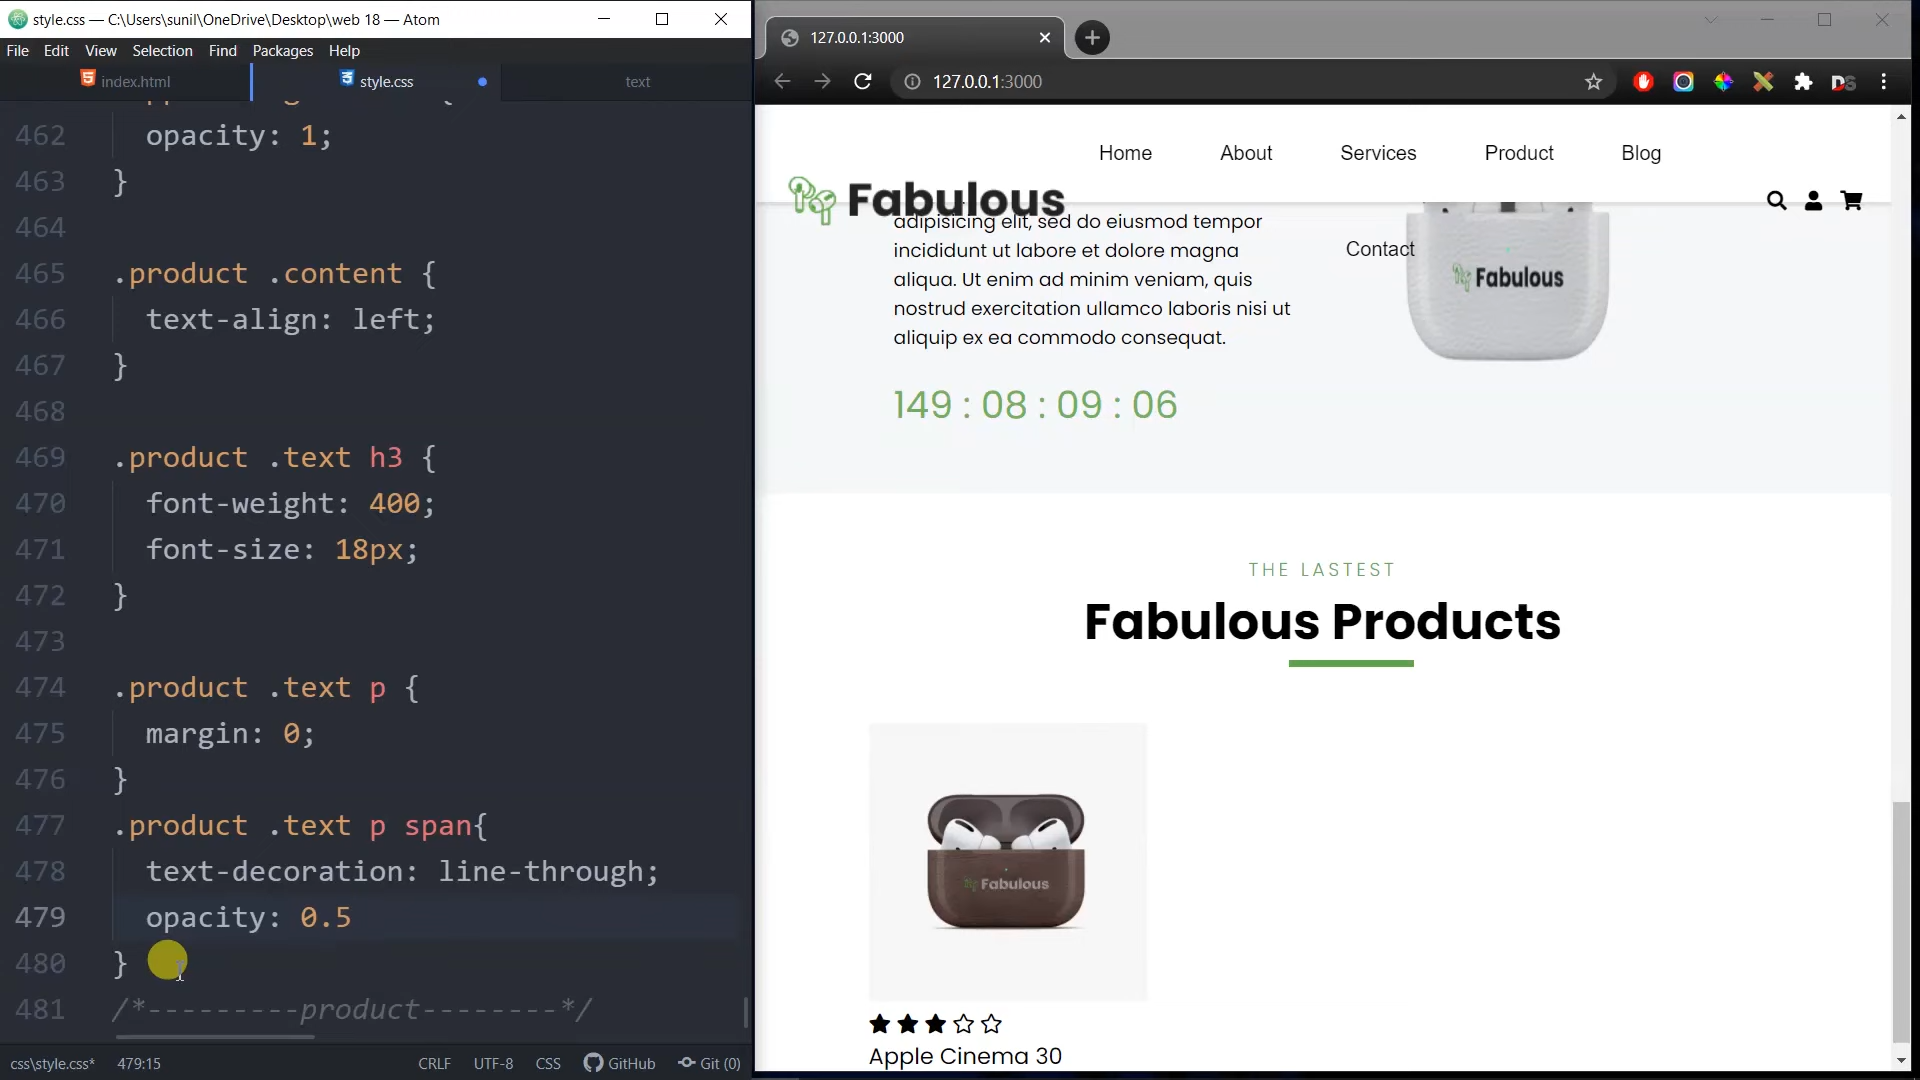 style.css — C:\Users\sunil\OneDrive\Desktop\web 18 — Atom
File Edit View Selection Find Packages Help
index.html style.css text
462 opacity: 1;
463 }
464
465 .product .content {
466 text-align: left;
467 }
468
469 .product .text h3 {
470 font-weight: 400;
471 font-size: 18px;
472 }
473
474 .product .text p {
475 margin: 0;
476 }
477 .product .text p span{
478 text-decoration: line-through;
479 opacity: 0.5
480 }
481 /*---------product--------*/
css\style.css* 479:15 CRLF UTF-8 CSS GitHub Git (0)
127.0.0.1:3000
127.0.0.1:3000
Home About Services Product Blog
Fabulous
Contact
adipisicing elit, sed do eiusmod tempor
incididunt ut labore et dolore magna
aliqua. Ut enim ad minim veniam, quis
nostrud exercitation ullamco laboris nisi ut
aliquip ex ea commodo consequat.
Fabulous
149 : 08 : 09 : 06
THE LASTEST
Fabulous Products
Fabulous
Apple Cinema 30